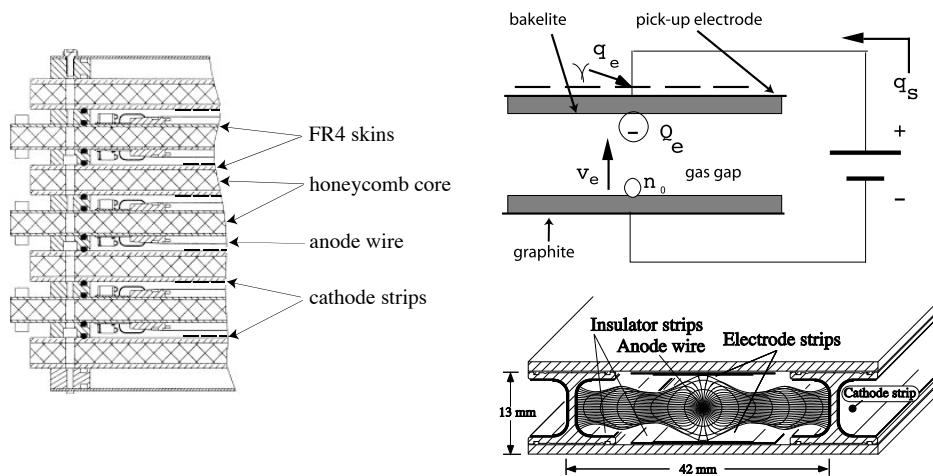 FR4 skins
honeycomb core
anode wire
cathode strips
bakelite
pick-up electrode
γ
q e
q s
-
Q e
+
v e
n 0
gas gap
-
graphite
Insulator strips
Electrode strips
Anode wire
Cathode strip
13 mm
42 mm